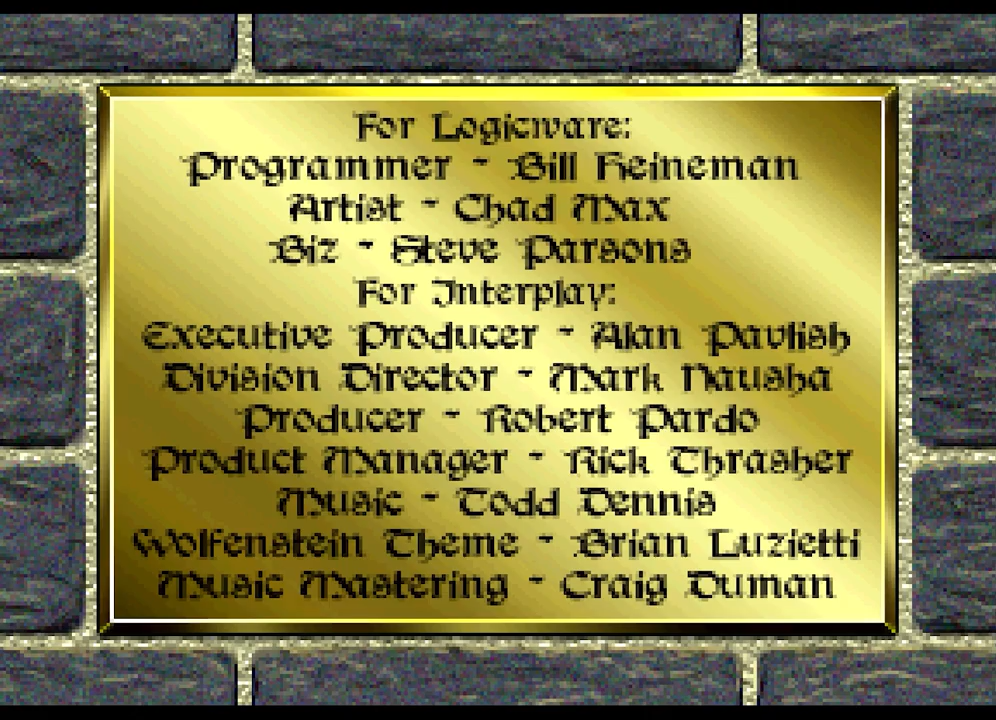 For Logicware:
Programmer - Bill Heineman
Artist - Chad Max
Biz - Steve Parsons
For Interplay:
Executive Producer - Alan Pavlish
Division Director - Mark Nausha
Producer - Robert Pardo
Product Manager - Rick Thrasher
Music - Todd Dennis
Wolfenstein Theme - Brian Luzietti
Music Mastering - Craig Duman